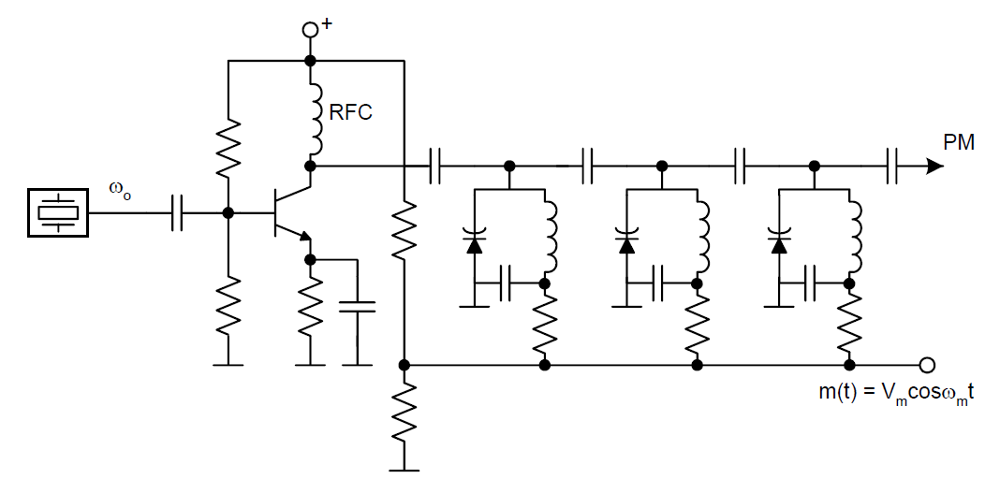 +
RFC
PM
ωo
m(t) = Vmcosωmt